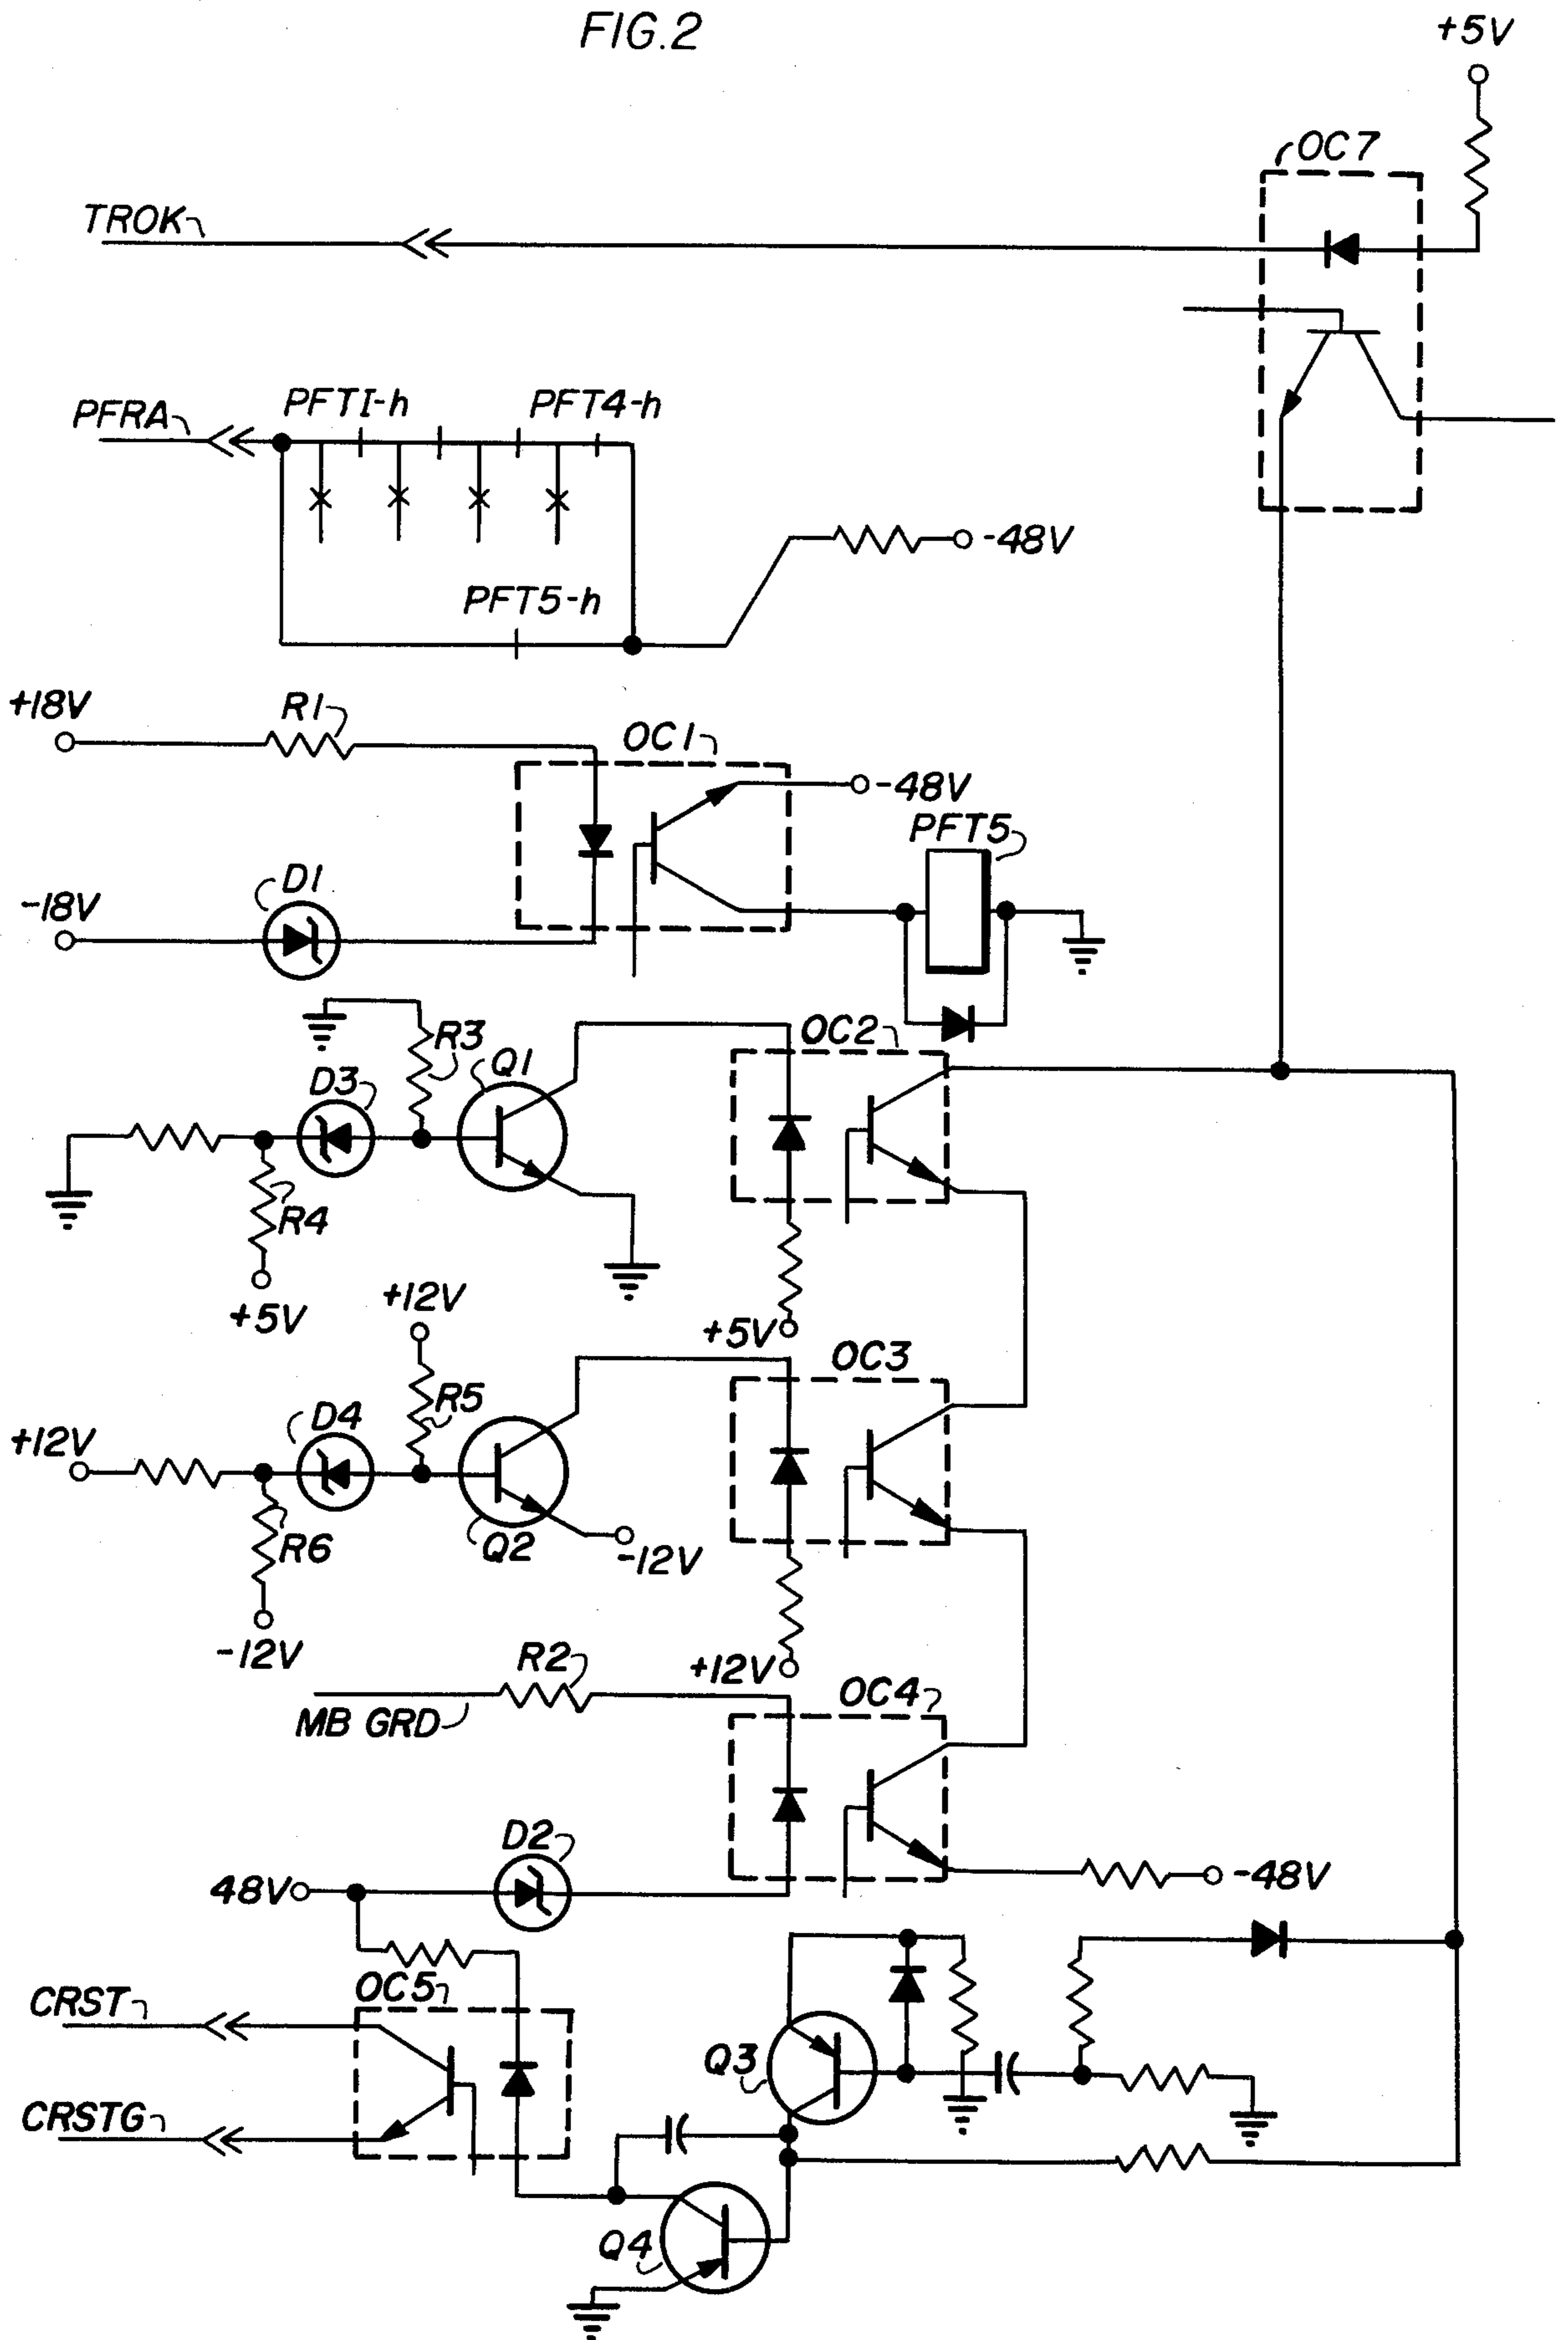 FIG.2
+5V
OC7
TROK
PFRA
PFT1-h
PFT4-h
-48V
PFT5-h
+18V
R1
OC1
-48V
PFT5
D1
-18V
R3
Q1
OC2
D3
R4
+5V
+12V
+5V
OC3
D4
R5
+12V
R6
Q2
-12V
-12V
R2
+12V
OC4
MB GRD
D2
48V
-48V
OC5
CRST
Q3
CRSTG
Q4